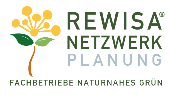 REWISA®
NETZWERK
PLANUNG
FACHBETRIEBE NATURNAHES GRÜN